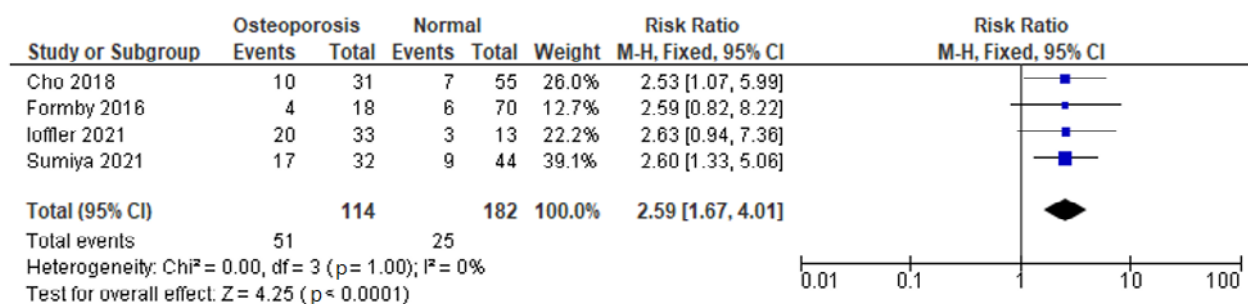 Osteoporosis Normal Risk Ratio Risk Ratio
Study or Subgroup Events Total Events Total Weight M-H, Fixed, 95% CI M-H, Fixed, 95% CI
Cho 2018 10 31 7 55 26.0% 2.53 [1.07, 5.99]
Formby 2016 4 18 6 70 12.7% 2.59 [0.82, 8.22]
loffler 2021 20 33 3 13 22.2% 2.63 [0.94, 7.36]
Sumiya 2021 17 32 9 44 39.1% 2.60 [1.33, 5.06]
Total (95% CI) 114 182 100.0% 2.59 [1.67, 4.01]
Total events 51 25
Heterogeneity: Chi² = 0.00, df = 3 (p= 1.00); I² = 0%
Test for overall effect: Z = 4.25 (p< 0.0001)
0.01 0.1 1 10 100